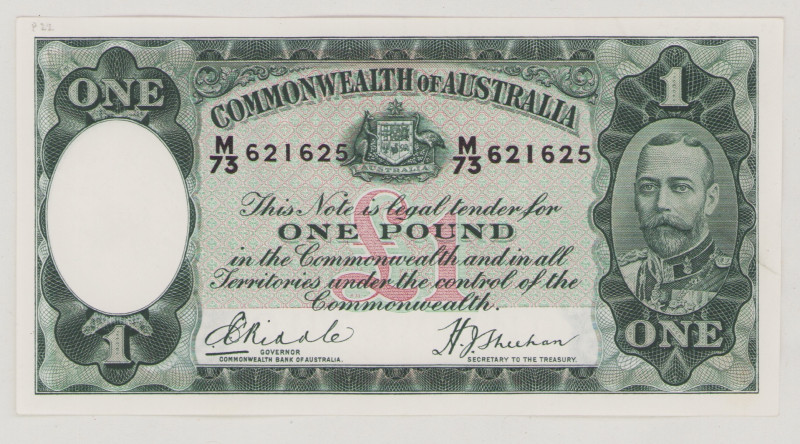 P22
ONE
1
COMMONWEALTH OF AUSTRALIA
AUSTRALIA
M/73 621625
M/73 621625
This Note is legal tender for
ONE POUND
in the Commonwealth and in all
Territories under the control of the
Commonwealth.
£1
E Riddle
GOVERNOR
COMMONWEALTH BANK OF AUSTRALIA.
H. J. Sheehan
SECRETARY TO THE TREASURY.
1
ONE